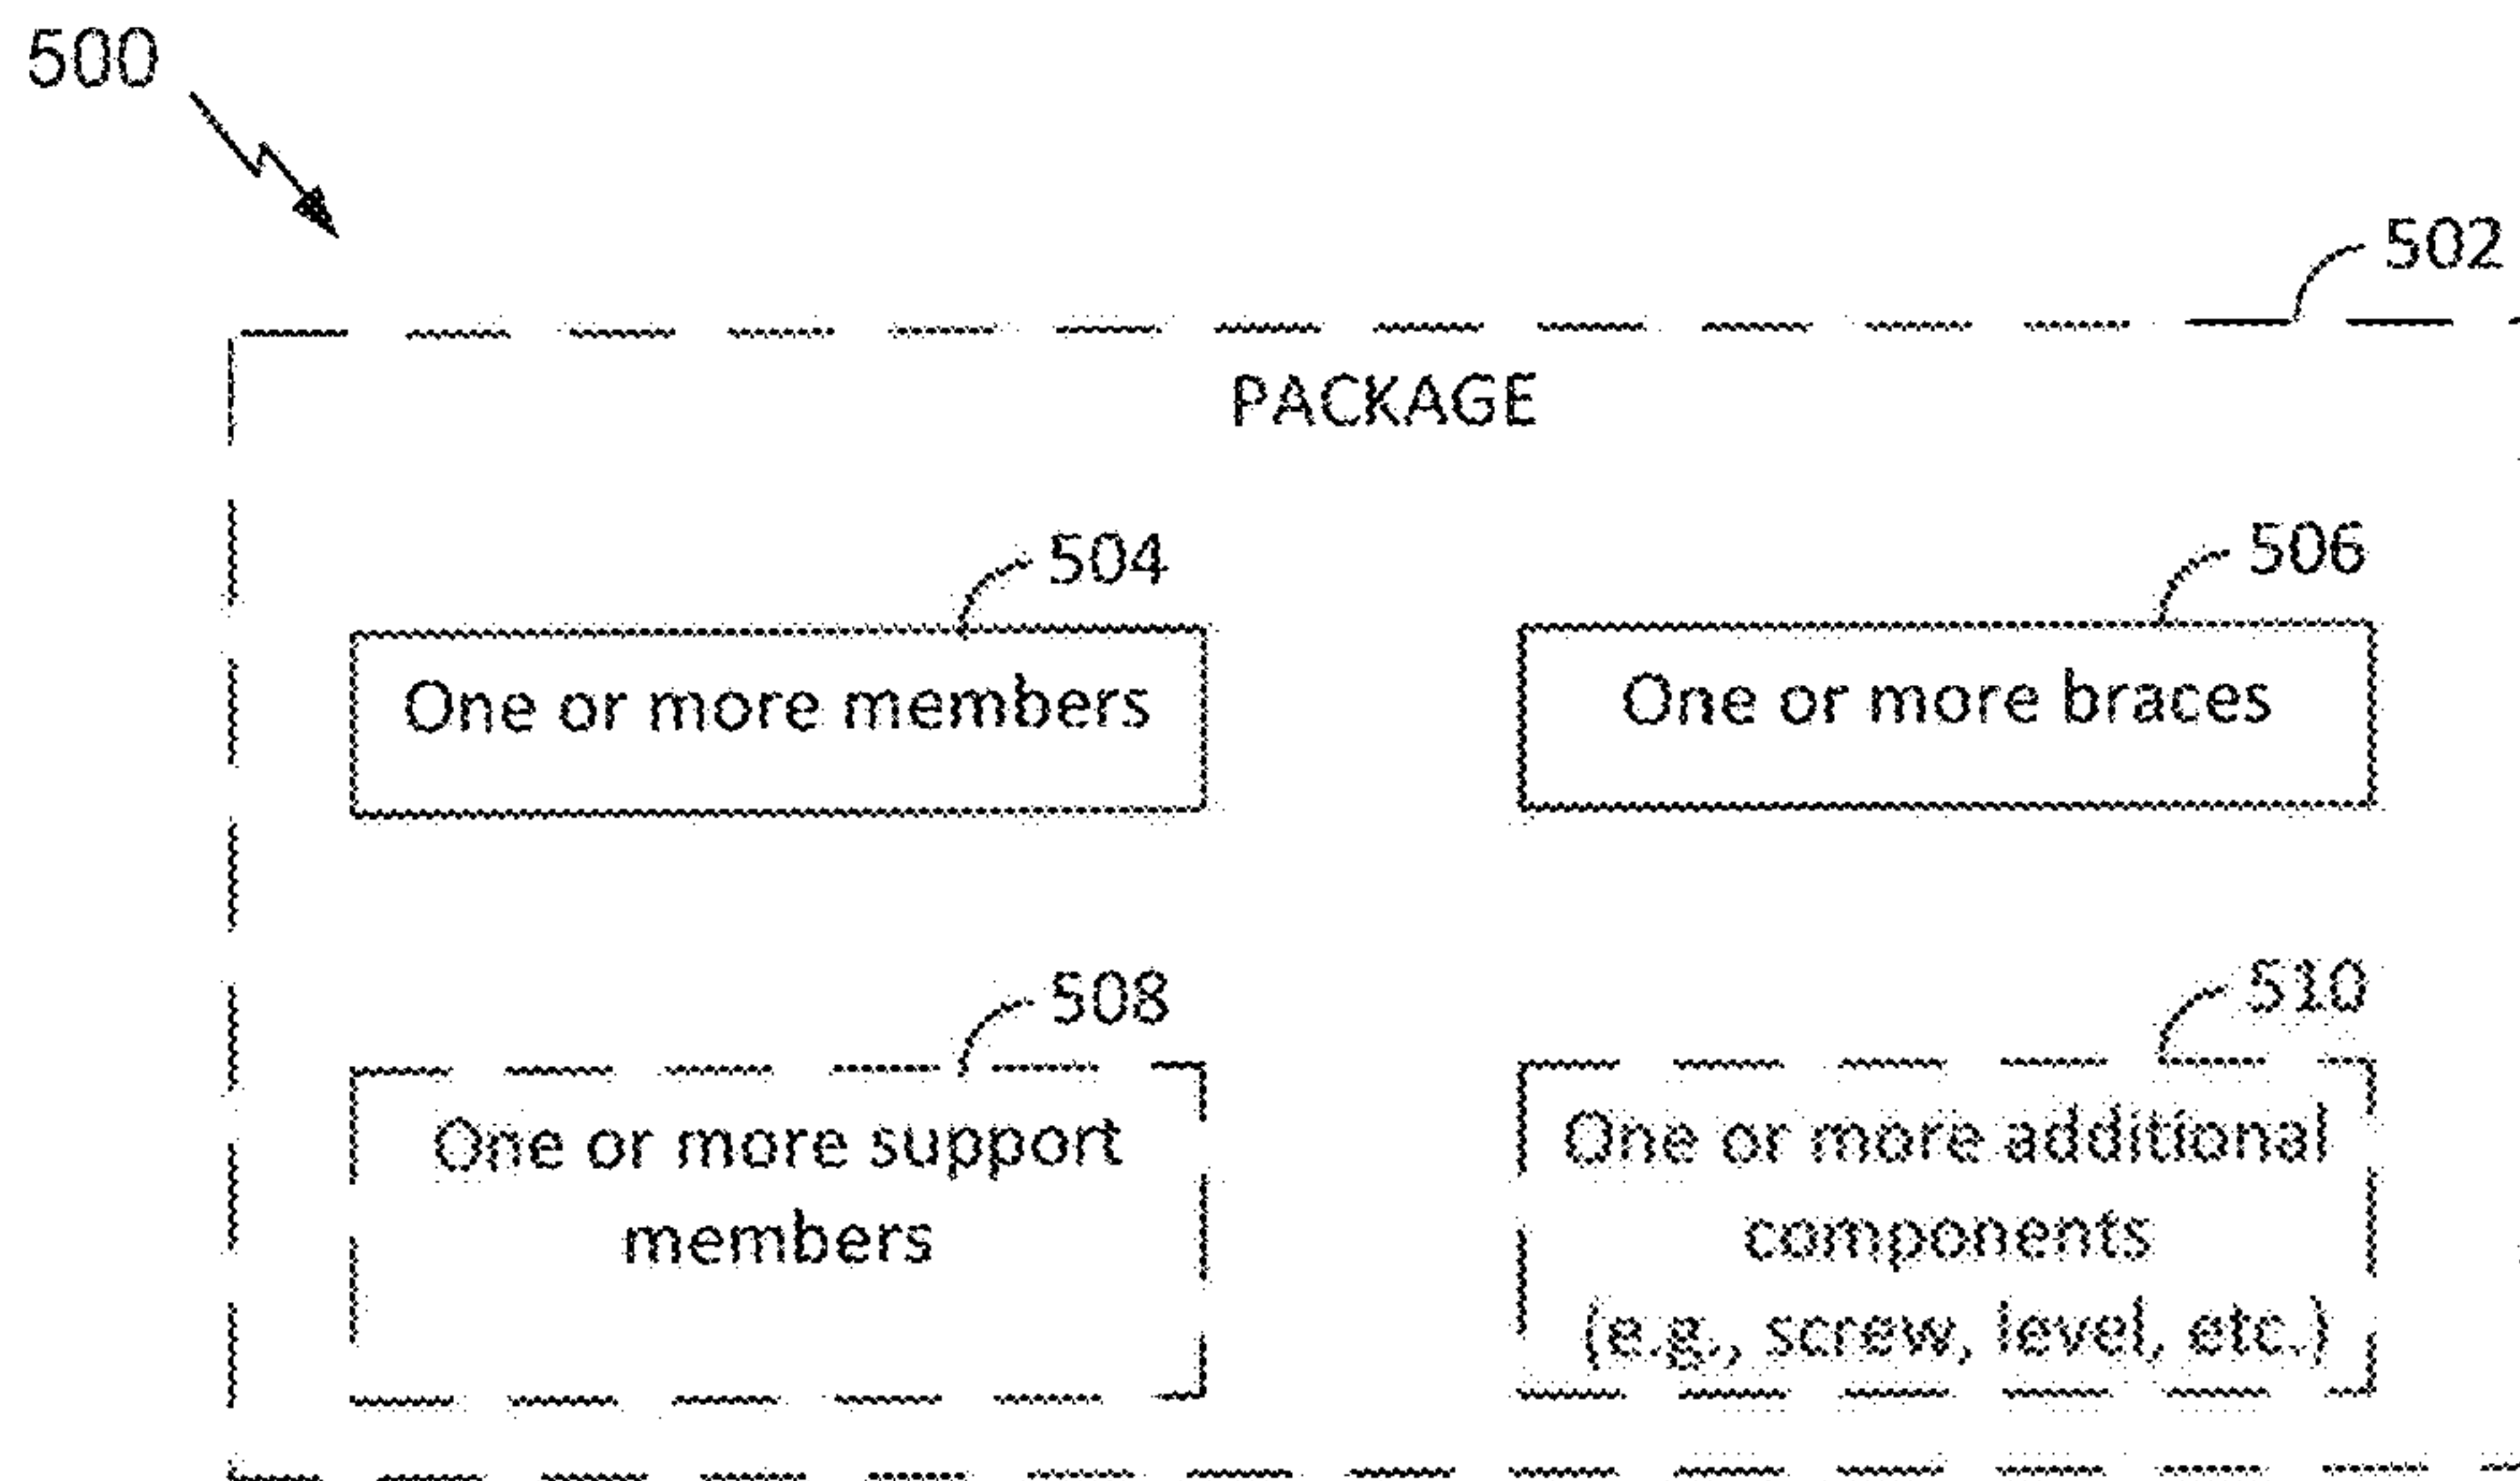 500
502
PACKAGE
504
506
One or more members
One or more braces
508
510
One or more support
members
One or more additional
components
(e.g., screw, level, etc.)